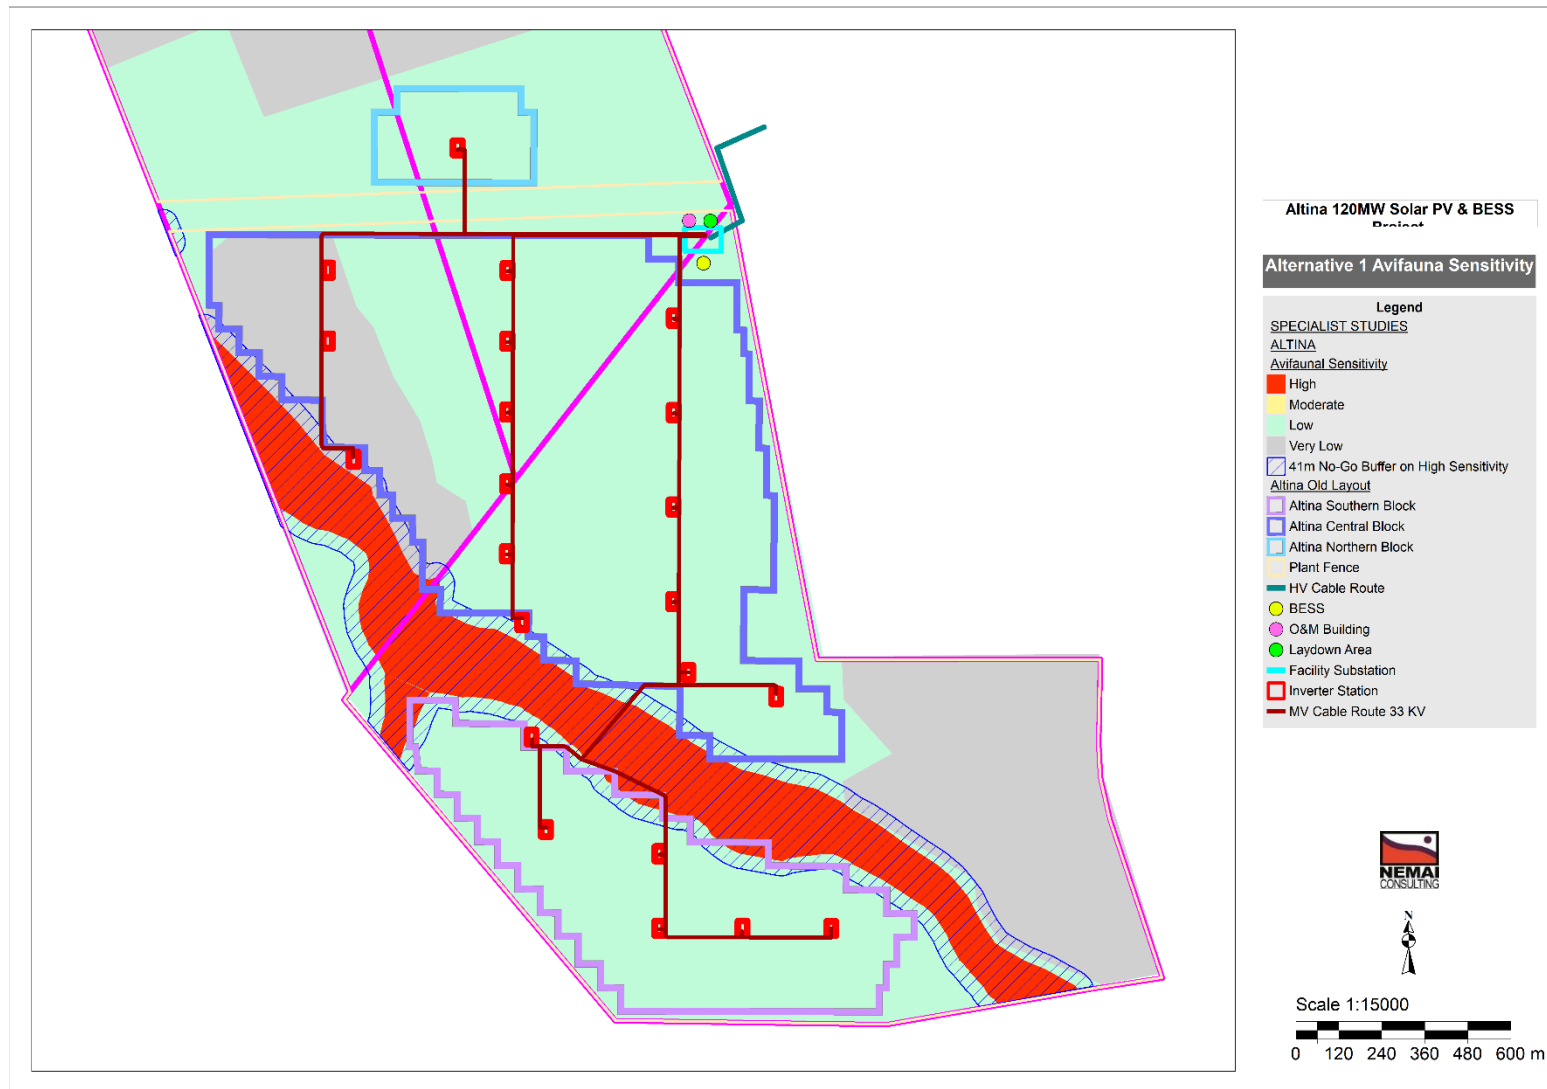 Altina 120MW Solar PV & BESS
Project
Alternative 1 Avifauna Sensitivity
Legend
SPECIALIST STUDIES
ALTINA
Avifaunal Sensitivity
High
Moderate
Low
Very Low
41m No-Go Buffer on High Sensitivity
Altina Old Layout
Altina Southern Block
Altina Central Block
Altina Northern Block
Plant Fence
HV Cable Route
BESS
O&M Building
Laydown Area
Facility Substation
Inverter Station
MV Cable Route 33 KV
NEMAI
CONSULTING
N
Scale 1:15000
0 120 240 360 480 600 m